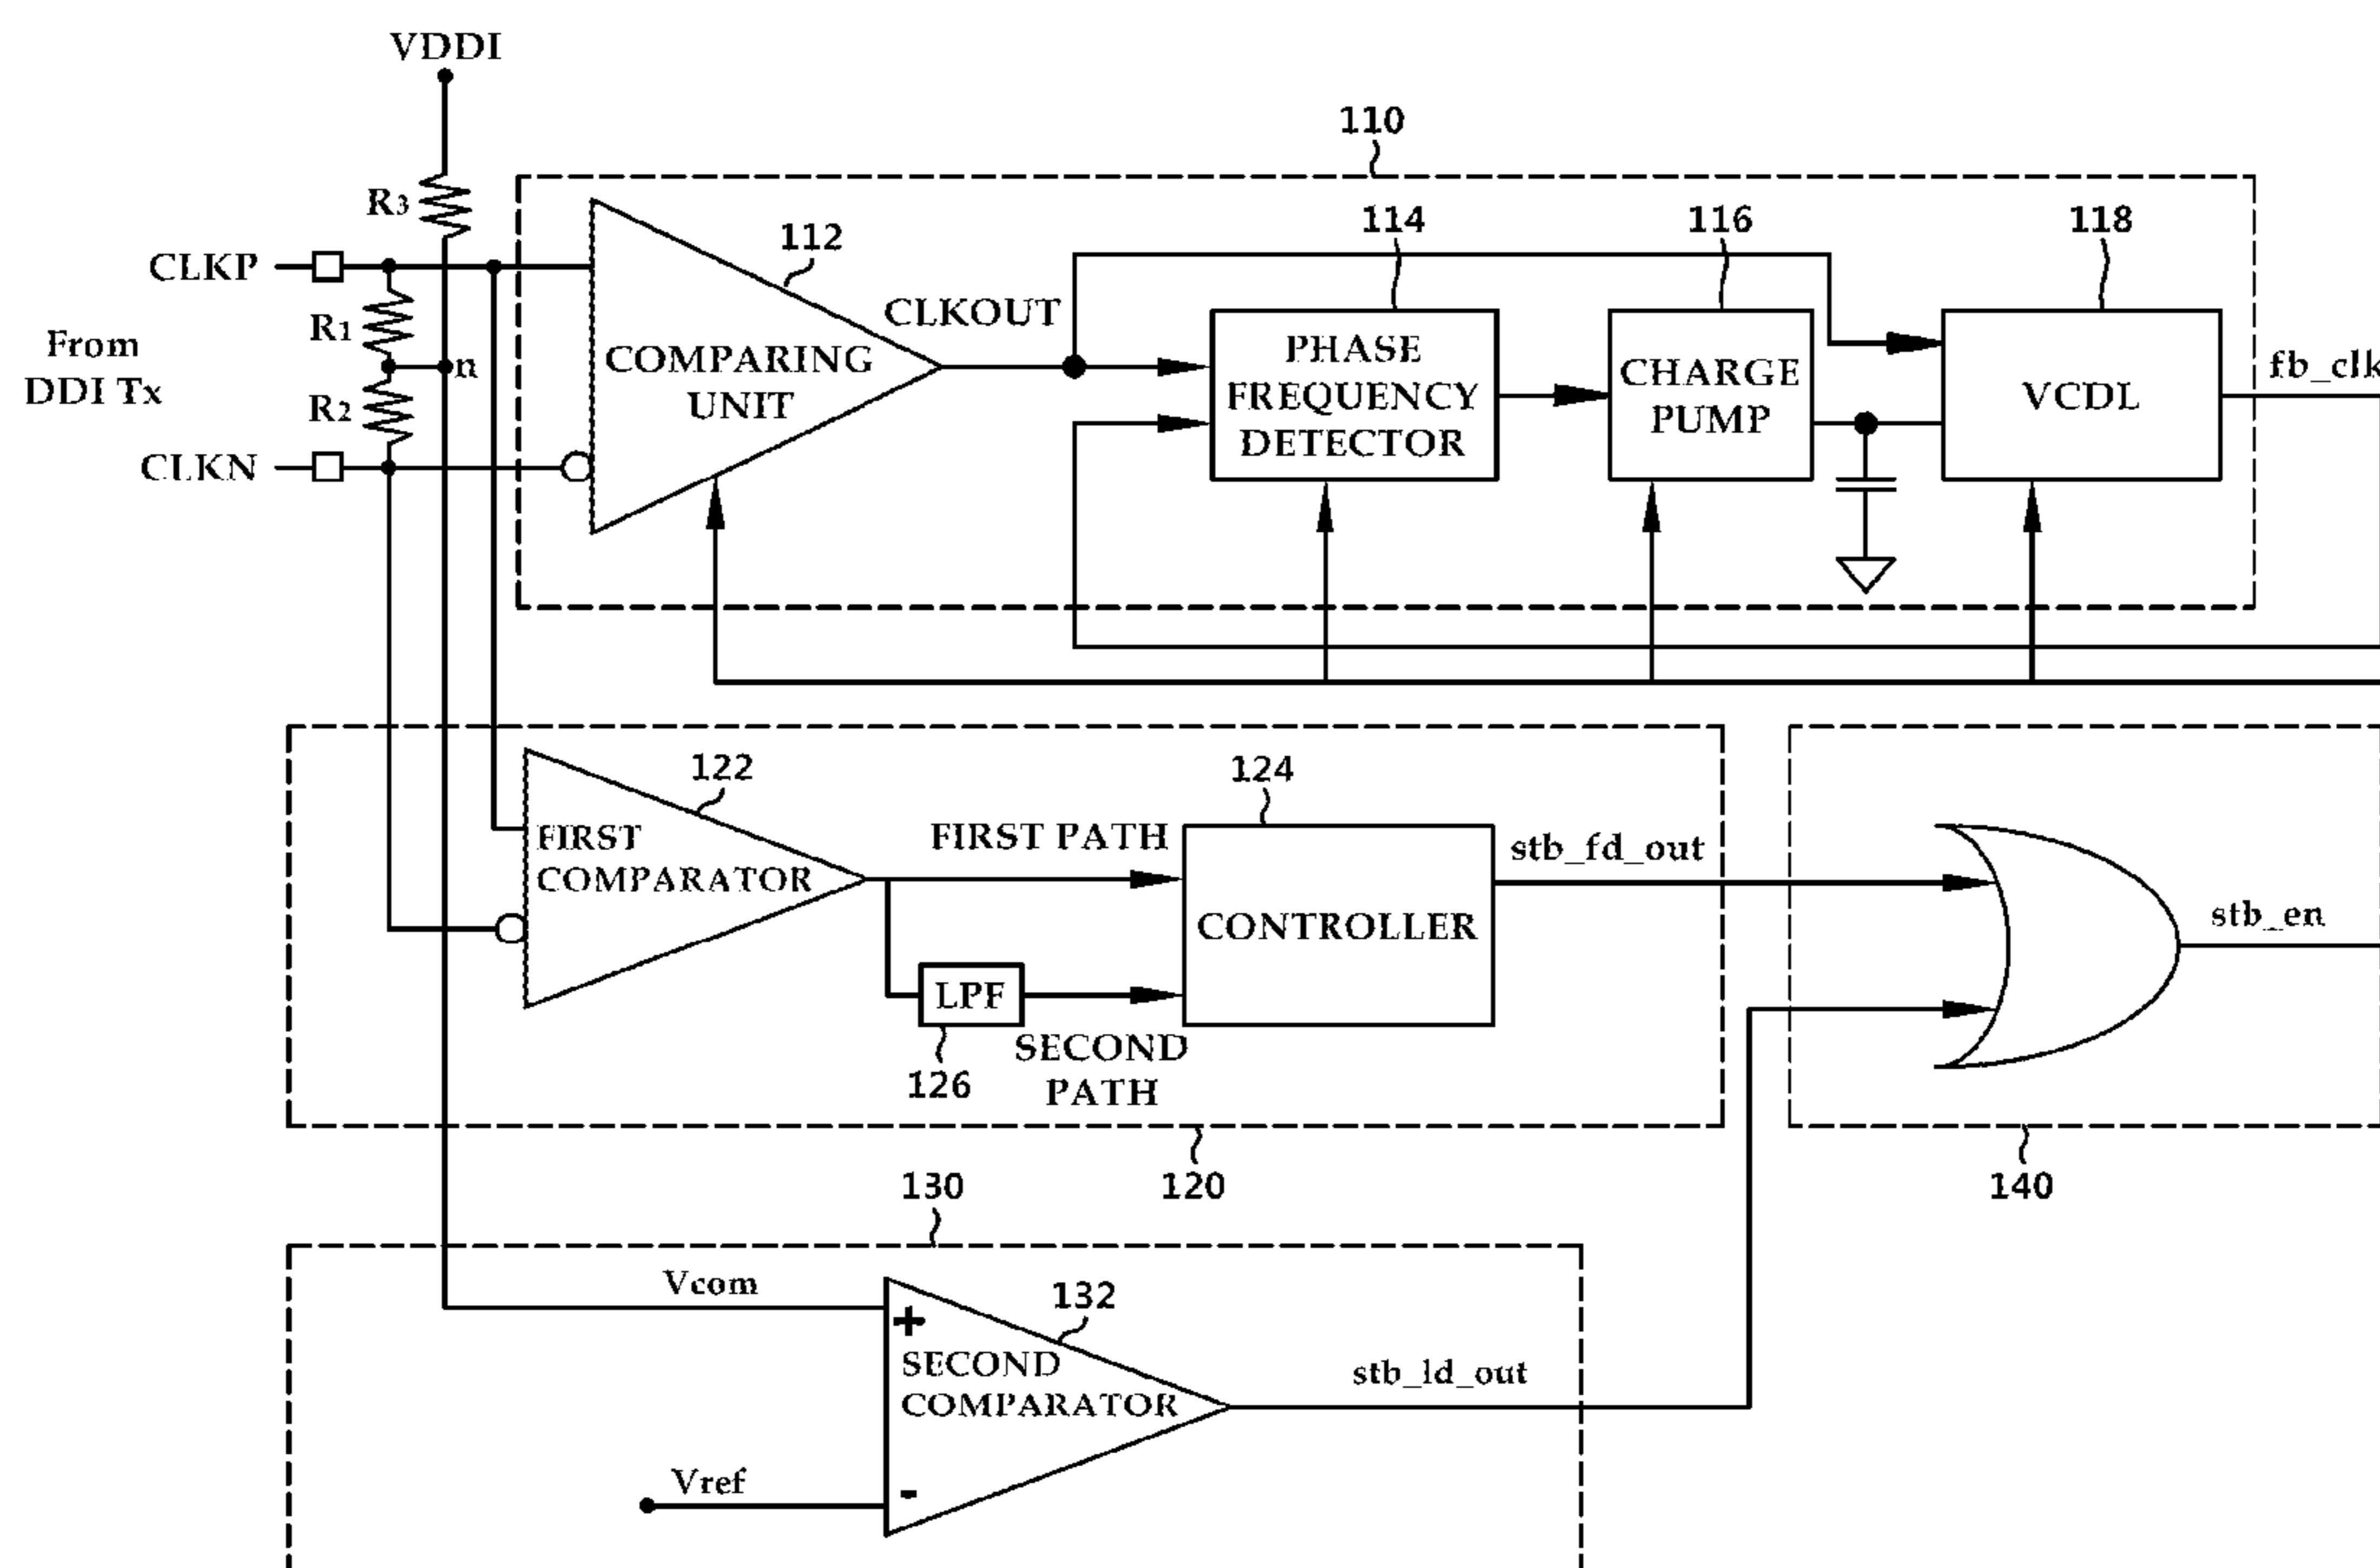 VDDI
110
R3
112
114
116
118
CLKP
CLKOUT
R1
From
DDI Tx
n
COMPARING
UNIT
PHASE
FREQUENCY
DETECTOR
CHARGE
PUMP
VCDL
fb_clk
R2
CLKN
122
124
FIRST
COMPARATOR
FIRST PATH
CONTROLLER
stb_fd_out
stb_en
LPF
SECOND
PATH
126
120
140
130
Vcom
132
+
SECOND
COMPARATOR
stb_ld_out
Vref
-